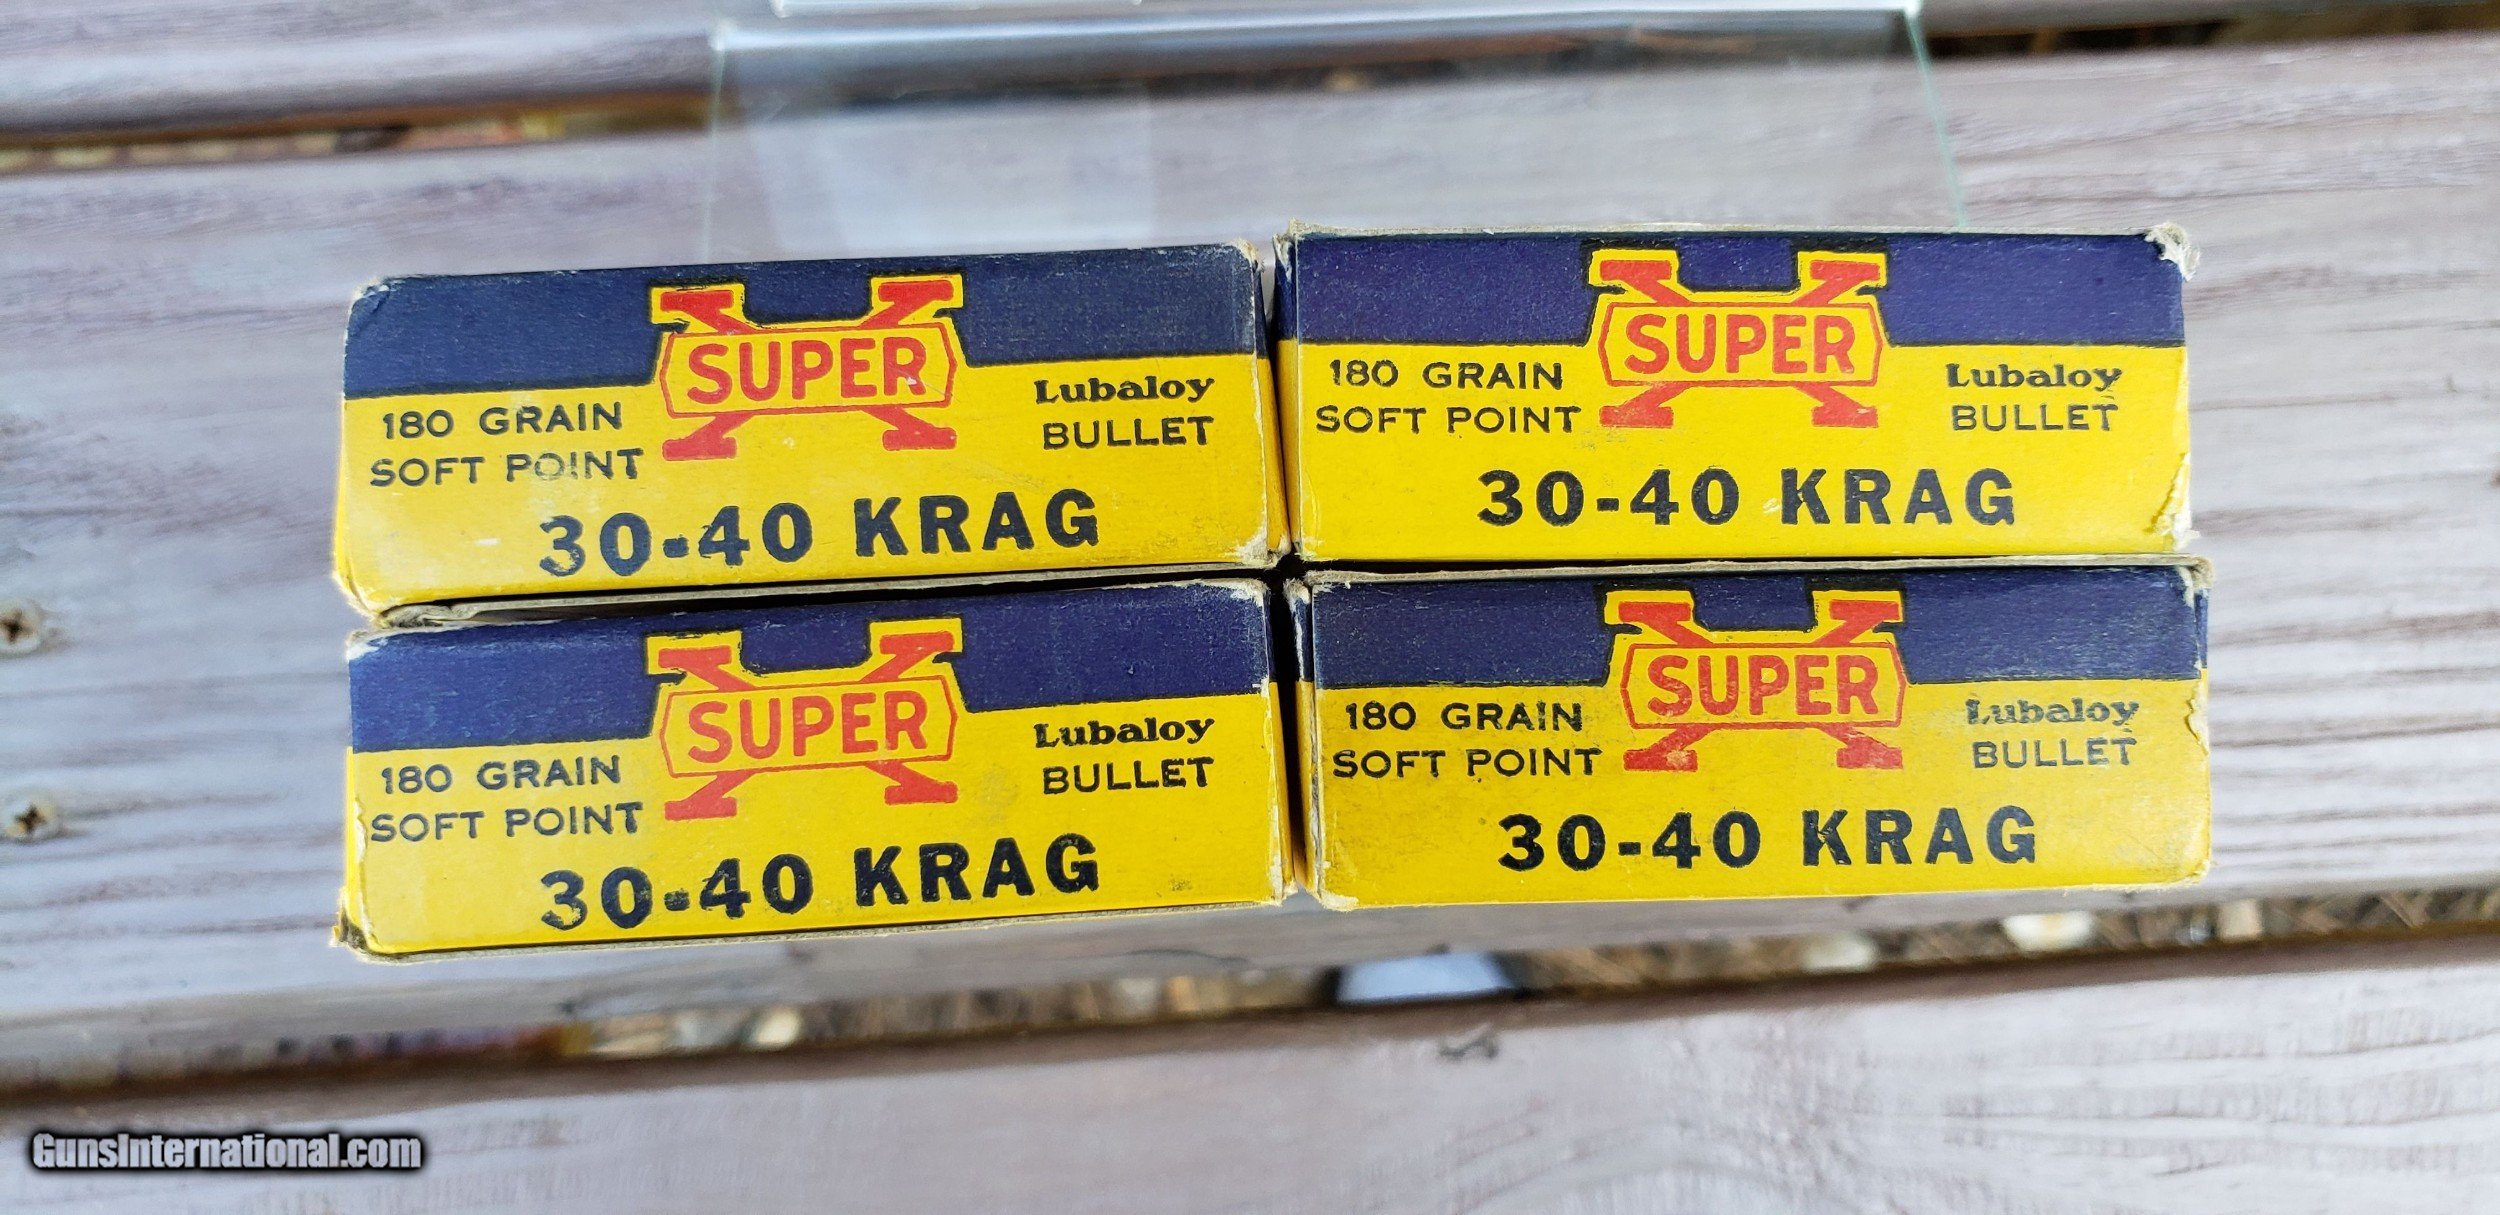 SUPER X
180 GRAIN
SOFT POINT
Lubaloy
BULLET
30-40 KRAG
SUPER X
180 GRAIN
SOFT POINT
Lubaloy
BULLET
30-40 KRAG
SUPER X
180 GRAIN
SOFT POINT
Lubaloy
BULLET
30-40 KRAG
SUPER X
180 GRAIN
SOFT POINT
Lubaloy
BULLET
30-40 KRAG
GunsInternational.com